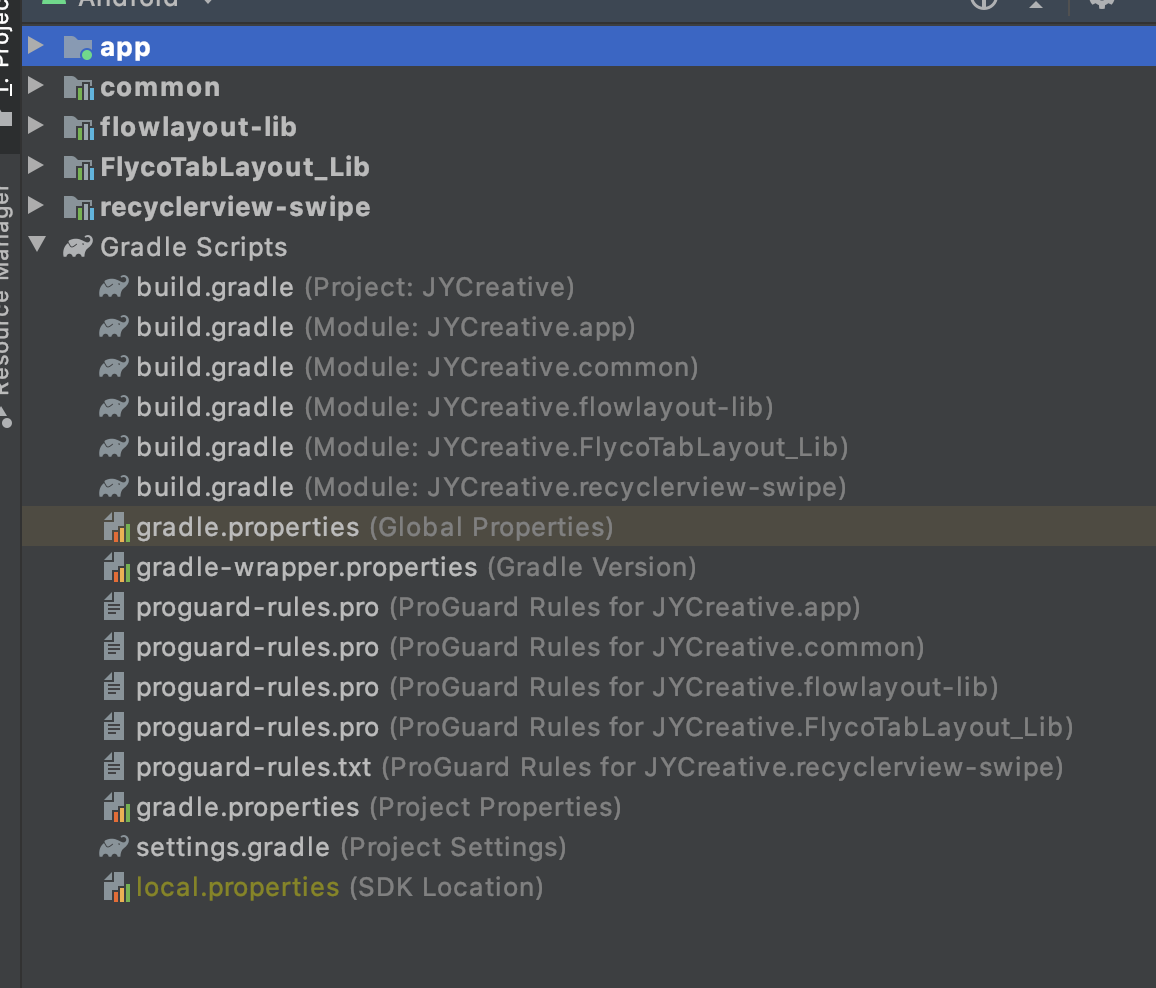 Android
app
common
flowlayout-lib
FlycoTabLayout_Lib
recyclerview-swipe
Gradle Scripts
build.gradle (Project: JYCreative)
build.gradle (Module: JYCreative.app)
build.gradle (Module: JYCreative.common)
build.gradle (Module: JYCreative.flowlayout-lib)
build.gradle (Module: JYCreative.FlycoTabLayout_Lib)
build.gradle (Module: JYCreative.recyclerview-swipe)
gradle.properties (Global Properties)
gradle-wrapper.properties (Gradle Version)
proguard-rules.pro (ProGuard Rules for JYCreative.app)
proguard-rules.pro (ProGuard Rules for JYCreative.common)
proguard-rules.pro (ProGuard Rules for JYCreative.flowlayout-lib)
proguard-rules.pro (ProGuard Rules for JYCreative.FlycoTabLayout_Lib)
proguard-rules.txt (ProGuard Rules for JYCreative.recyclerview-swipe)
gradle.properties (Project Properties)
settings.gradle (Project Settings)
local.properties (SDK Location)
Resource Manager